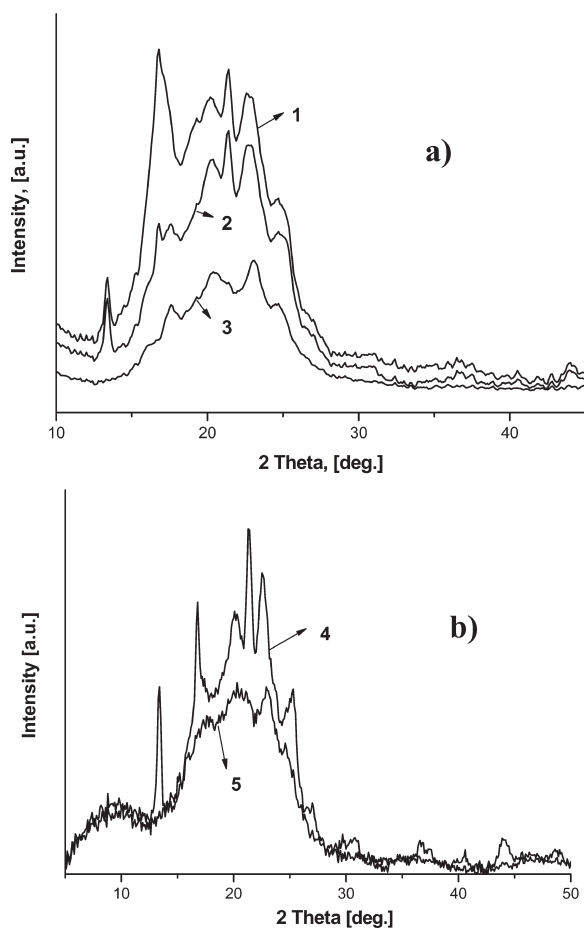 1
a)
2
3
Intensity, [a.u.]
10 20 30 40
2 Theta, [deg.]
4
b)
5
Intensity [a.u.]
10 20 30 40 50
2 Theta [deg.]